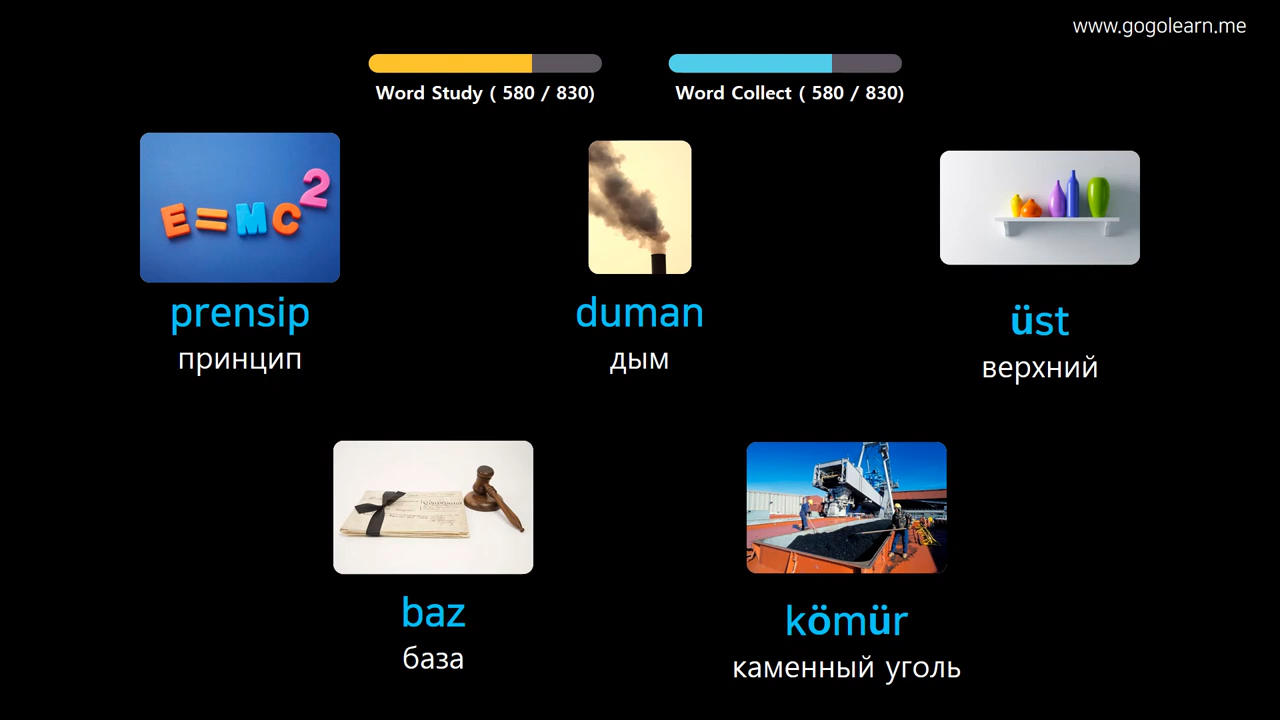 www.gogolearn.me
Word Study ( 580 / 830)
Word Collect ( 580 / 830)
E=MC2
prensip
принцип
duman
дым
üst
верхний
baz
база
kömür
каменный уголь